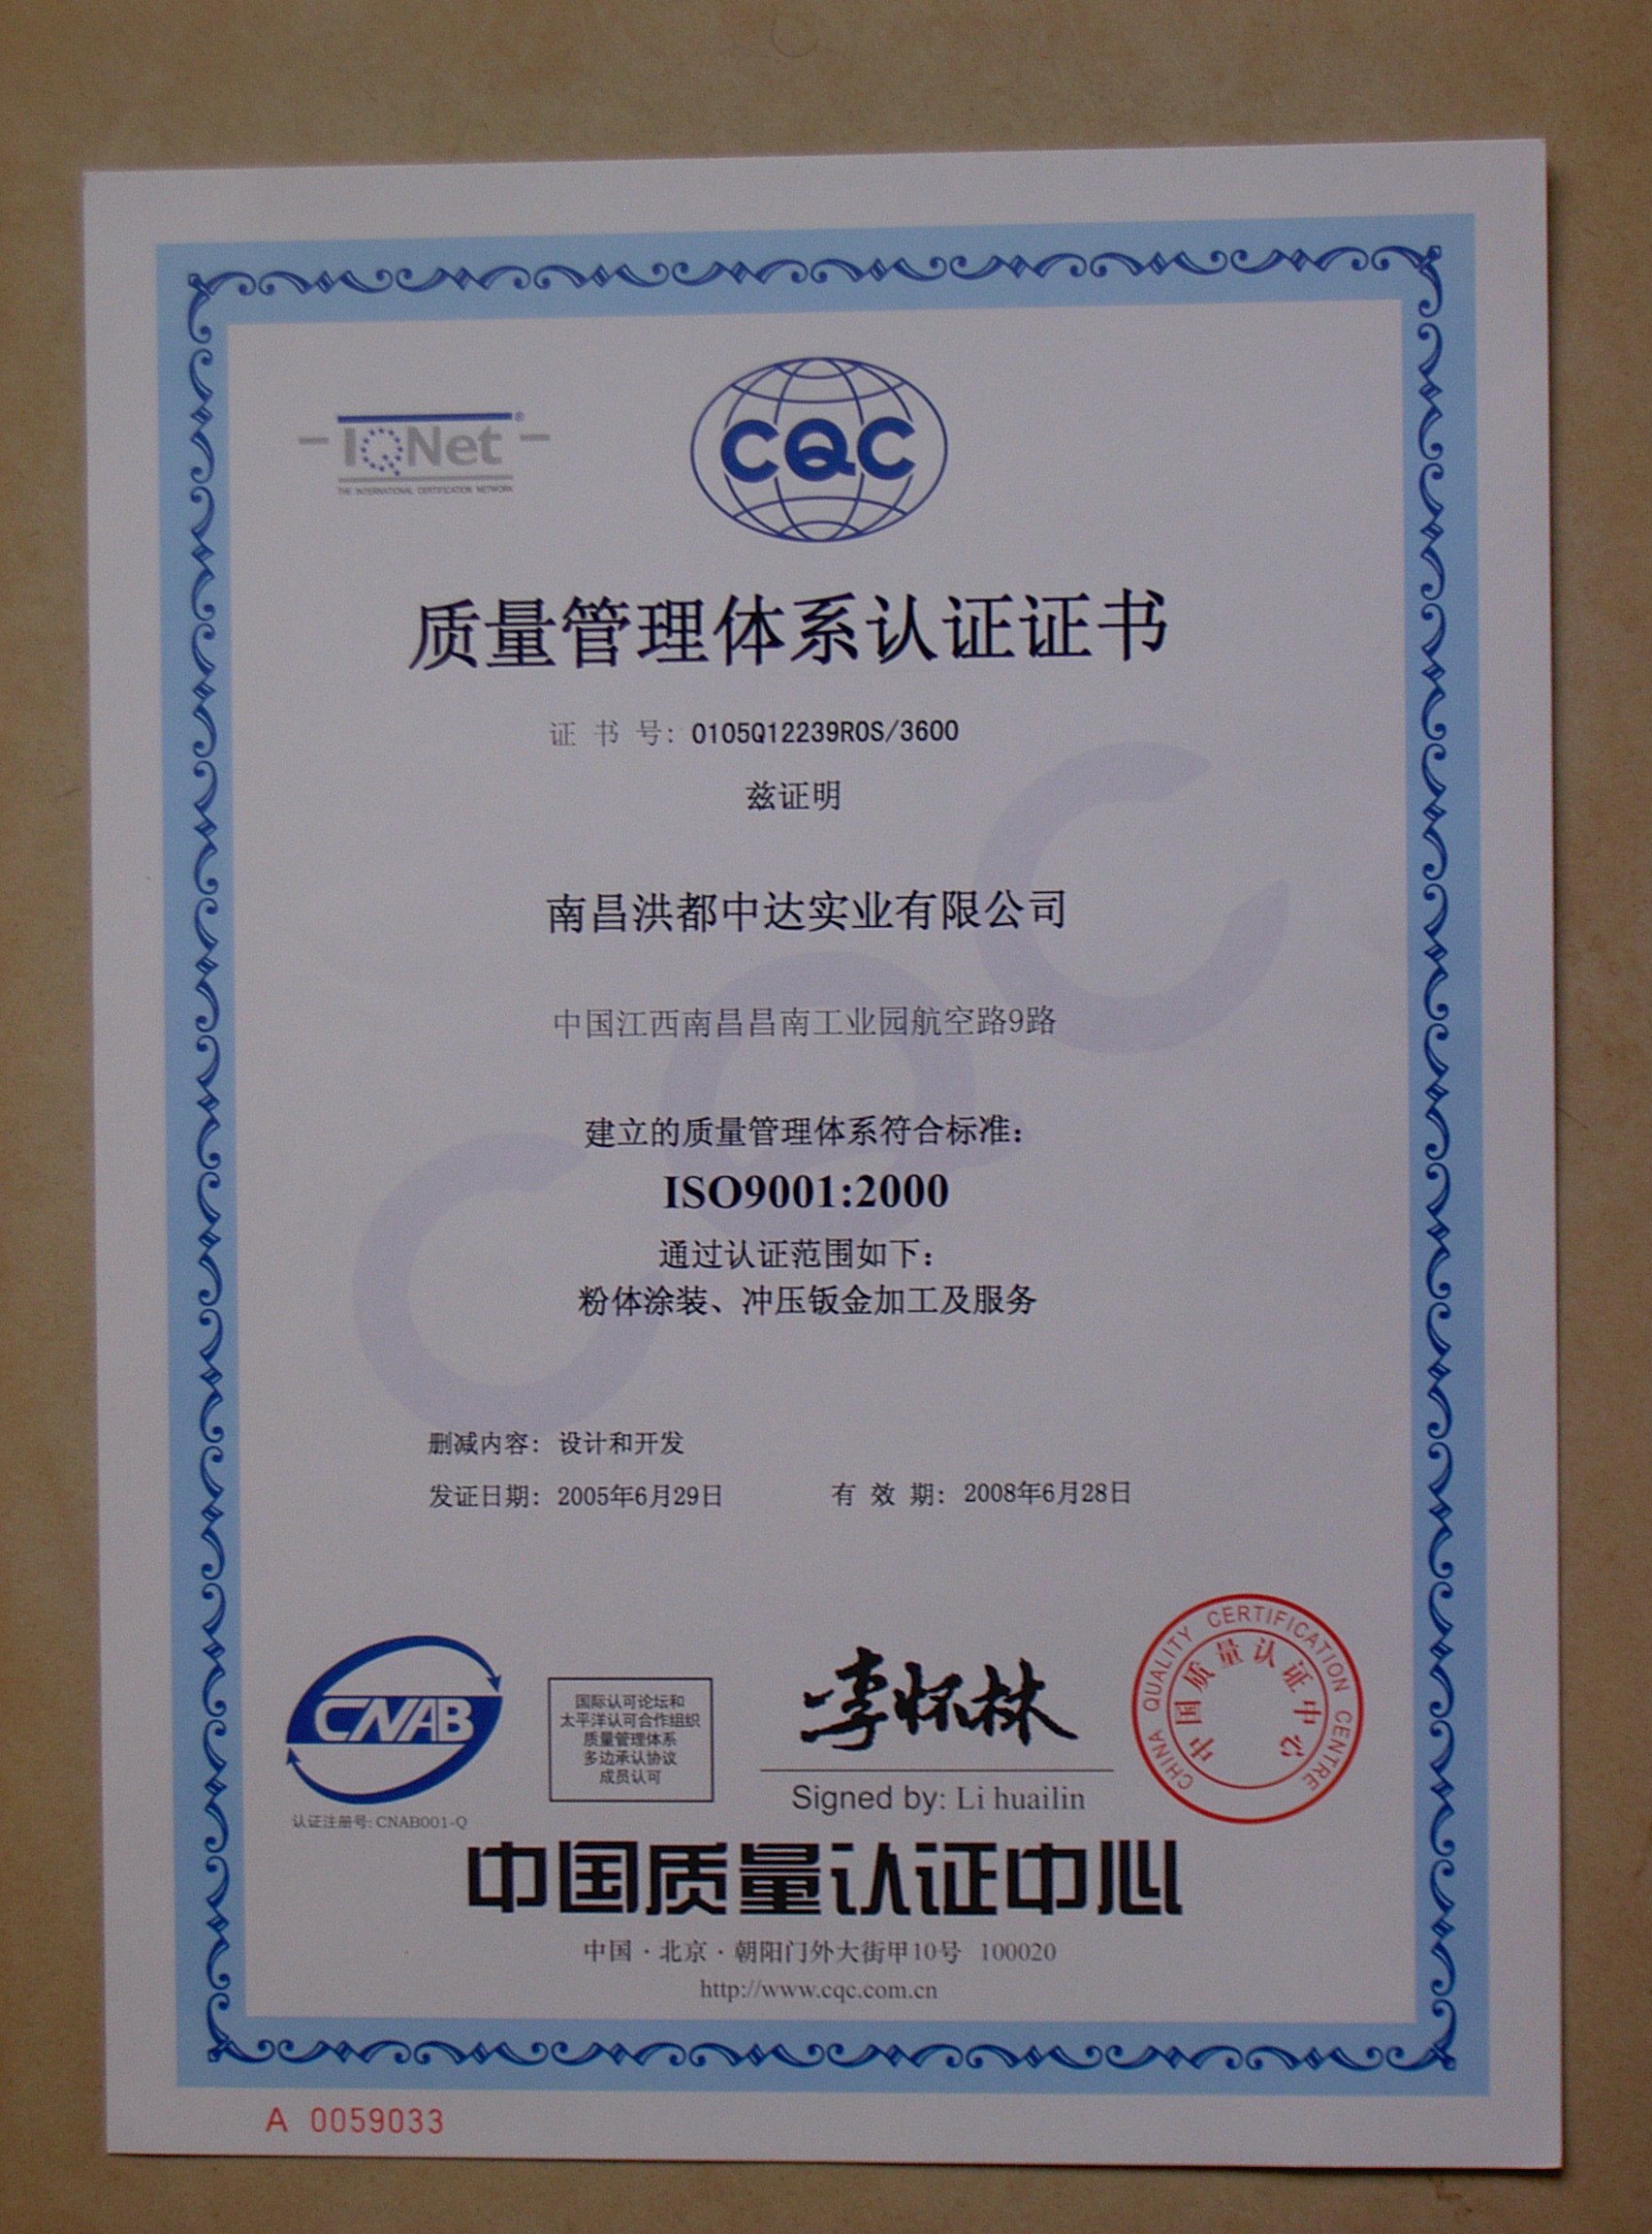 IQNet®
THE INTERNATIONAL CERTIFICATION NETWORK
CQC
质量管理体系认证证书
证 书 号: 0105Q12239R0S/3600
兹证明
南昌洪都中达实业有限公司
中国江西南昌昌南工业园航空路9路
建立的质量管理体系符合标准:
ISO9001:2000
通过认证范围如下:
粉体涂装、冲压钣金加工及服务
删减内容: 设计和开发
发证日期: 2005年6月29日 有 效 期: 2008年6月28日
CNAB
认证注册号: CNAB001-Q
国际认可论坛和
太平洋认可合作组织
质量管理体系
多边承认协议
成员认可
李怀林
Signed by: Li huailin
CHINA QUALITY CERTIFICATION CENTRE
中国质量认证中心
中国质量认证中心
中国·北京·朝阳门外大街甲10号 100020
http://www.cqc.com.cn
A 0059033